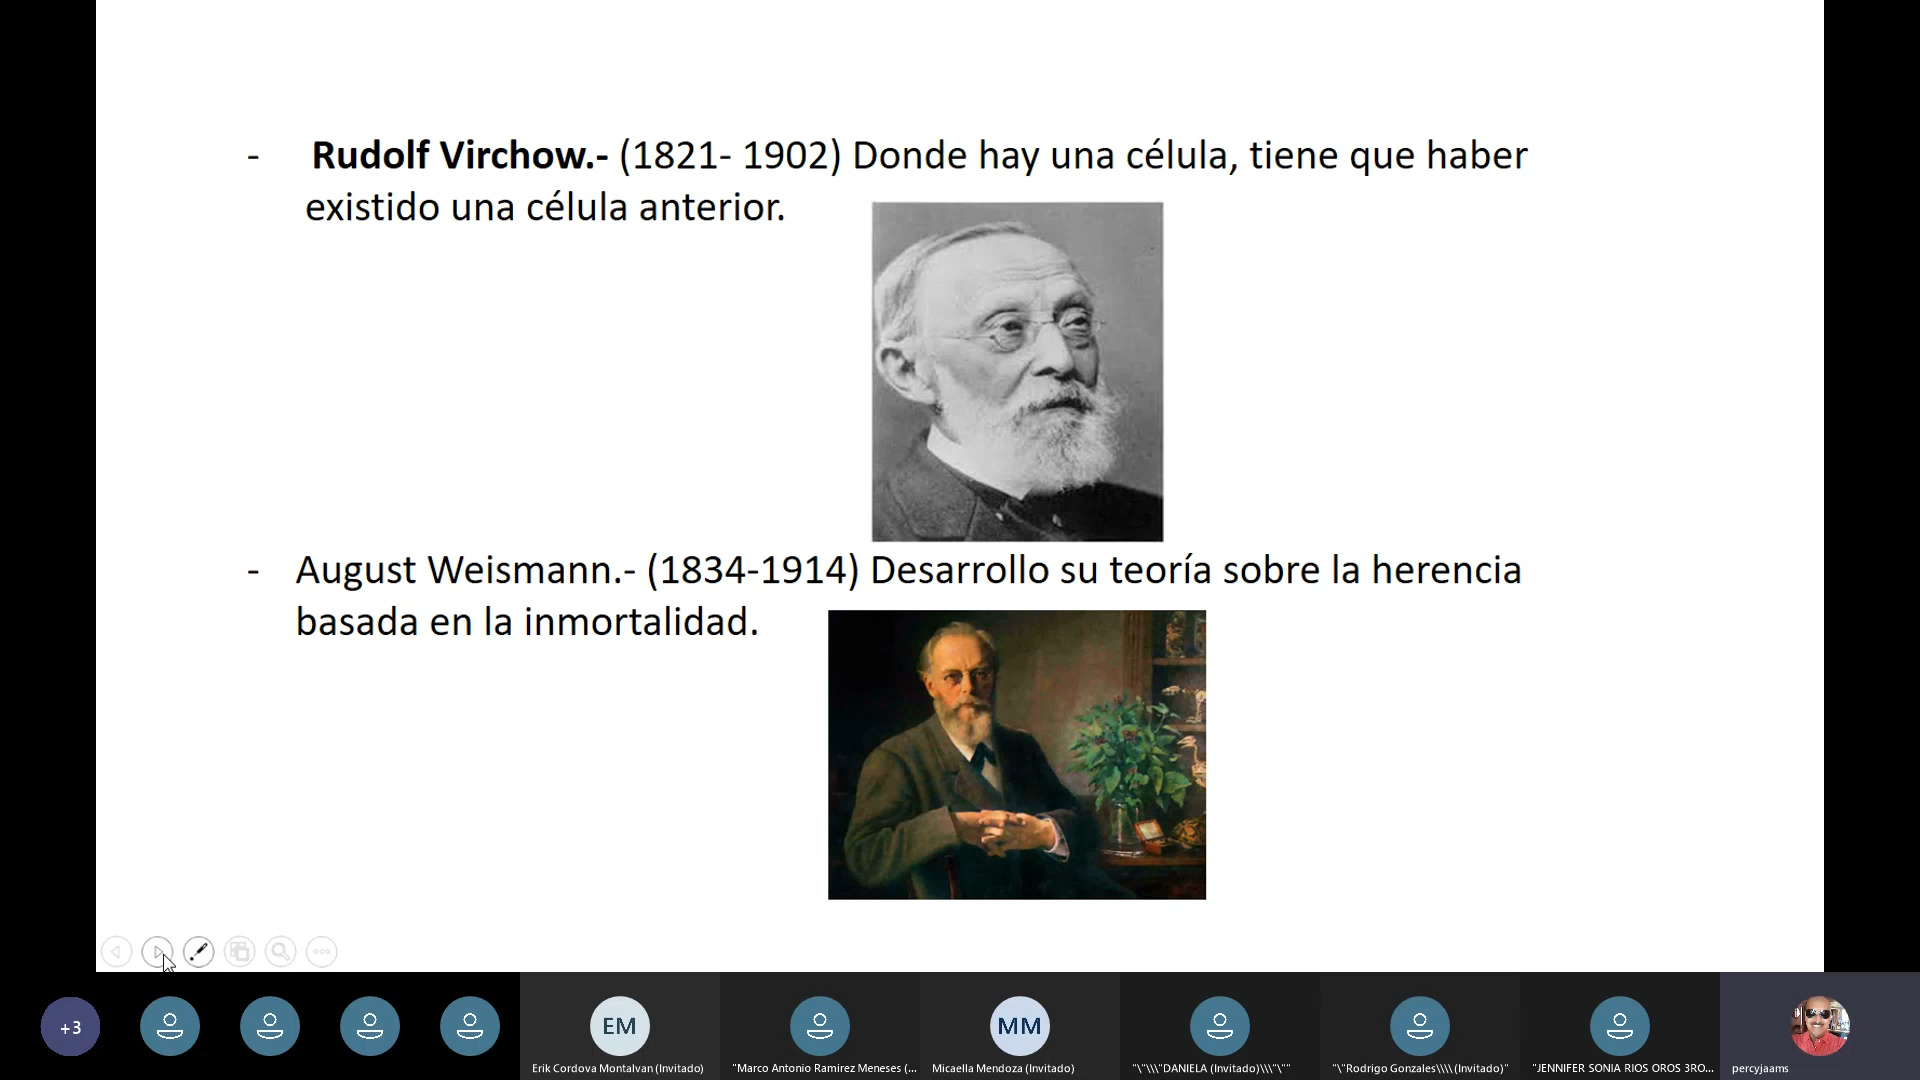 - Rudolf Virchow.- (1821- 1902) Donde hay una célula, tiene que haber
existido una célula anterior.
- August Weismann.- (1834-1914) Desarrollo su teoría sobre la herencia
basada en la inmortalidad.
+3
EM
MM
Erik Cordova Montalvan (Invitado)
"Marco Antonio Ramirez Meneses (...
Micaella Mendoza (Invitado)
"\"\\\"DANIELA (Invitado)\\\"\""
"\"Rodrigo Gonzales\\\\ (Invitado)"
"JENNIFER SONIA RIOS OROS 3RO...
percyjaams